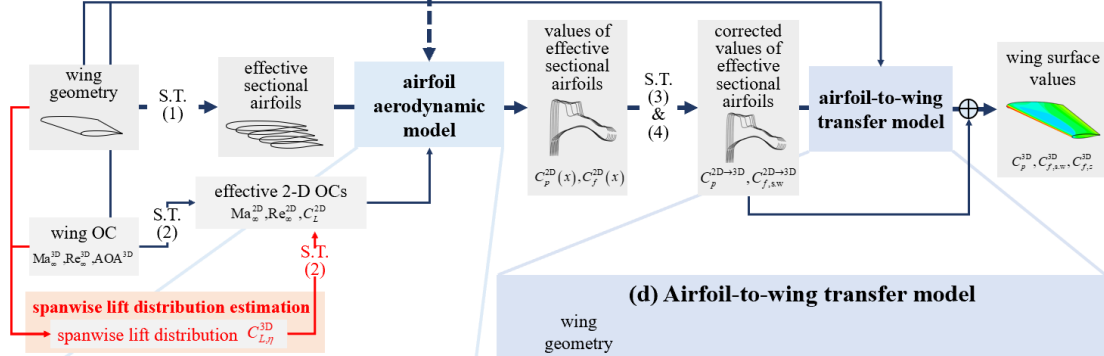 wing
geometry
S.T.
(1)
effective
sectional
airfoils
airfoil
aerodynamic
model
values of
effective
sectional
airfoils
C_p^{2D}(x), C_f^{2D}(x)
S.T.
(3)
&
(4)
corrected
values of
effective
sectional
airfoils
C_p^{2D→3D}, C_{f,s.w}^{2D→3D}
airfoil-to-wing
transfer model
wing surface
values
C_p^{3D}, C_{f,s.w}^{3D}, C_{f,z}^{3D}
wing OC
Ma_∞^{3D}, Re_∞^{3D}, AOA^{3D}
S.T.
(2)
effective 2-D OCs
Ma_∞^{2D}, Re_∞^{2D}, C_L^{2D}
S.T.
(2)
spanwise lift distribution estimation
spanwise lift distribution C_{L,η}^{3D}
(d) Airfoil-to-wing transfer model
wing
geometry